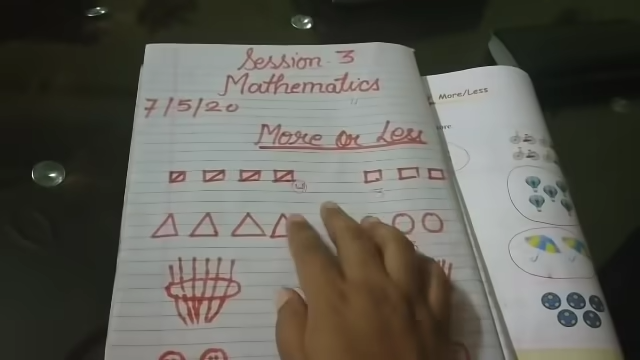 Session 3
Mathematics
7/5/20
More or Less
More/Less